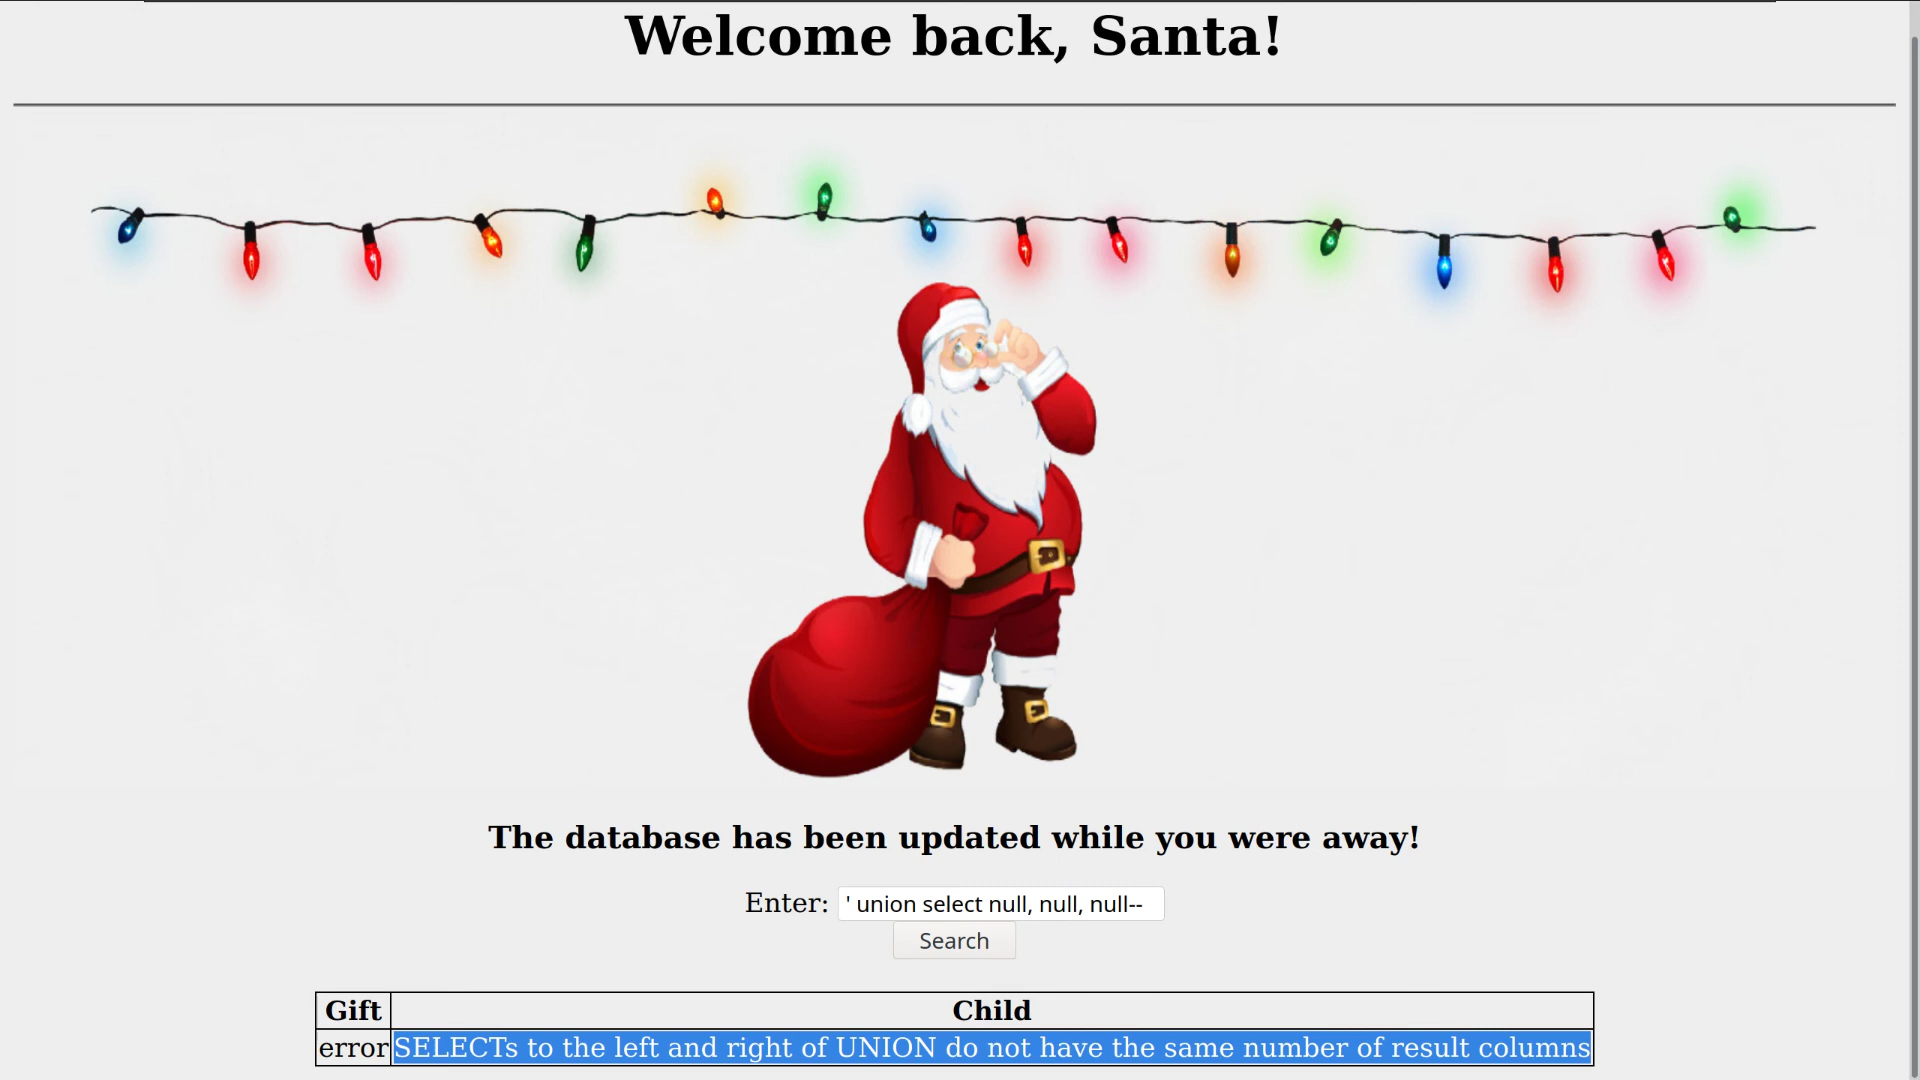 Welcome back, Santa!
The database has been updated while you were away!
Enter: ' union select null, null, null--
Search
Gift Child
error SELECTs to the left and right of UNION do not have the same number of result columns